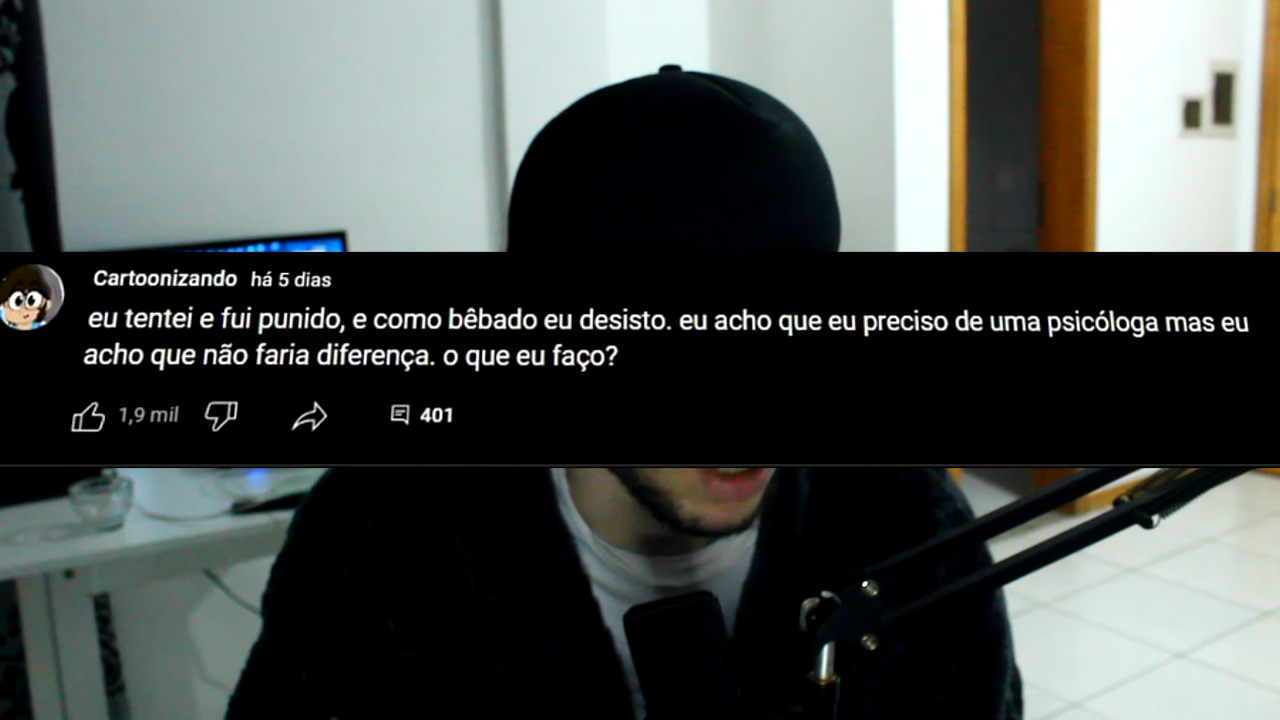 Cartoonizando há 5 dias
eu tentei e fui punido, e como bêbado eu desisto. eu acho que eu preciso de uma psicóloga mas eu
acho que não faria diferença. o que eu faço?
1,9 mil 401